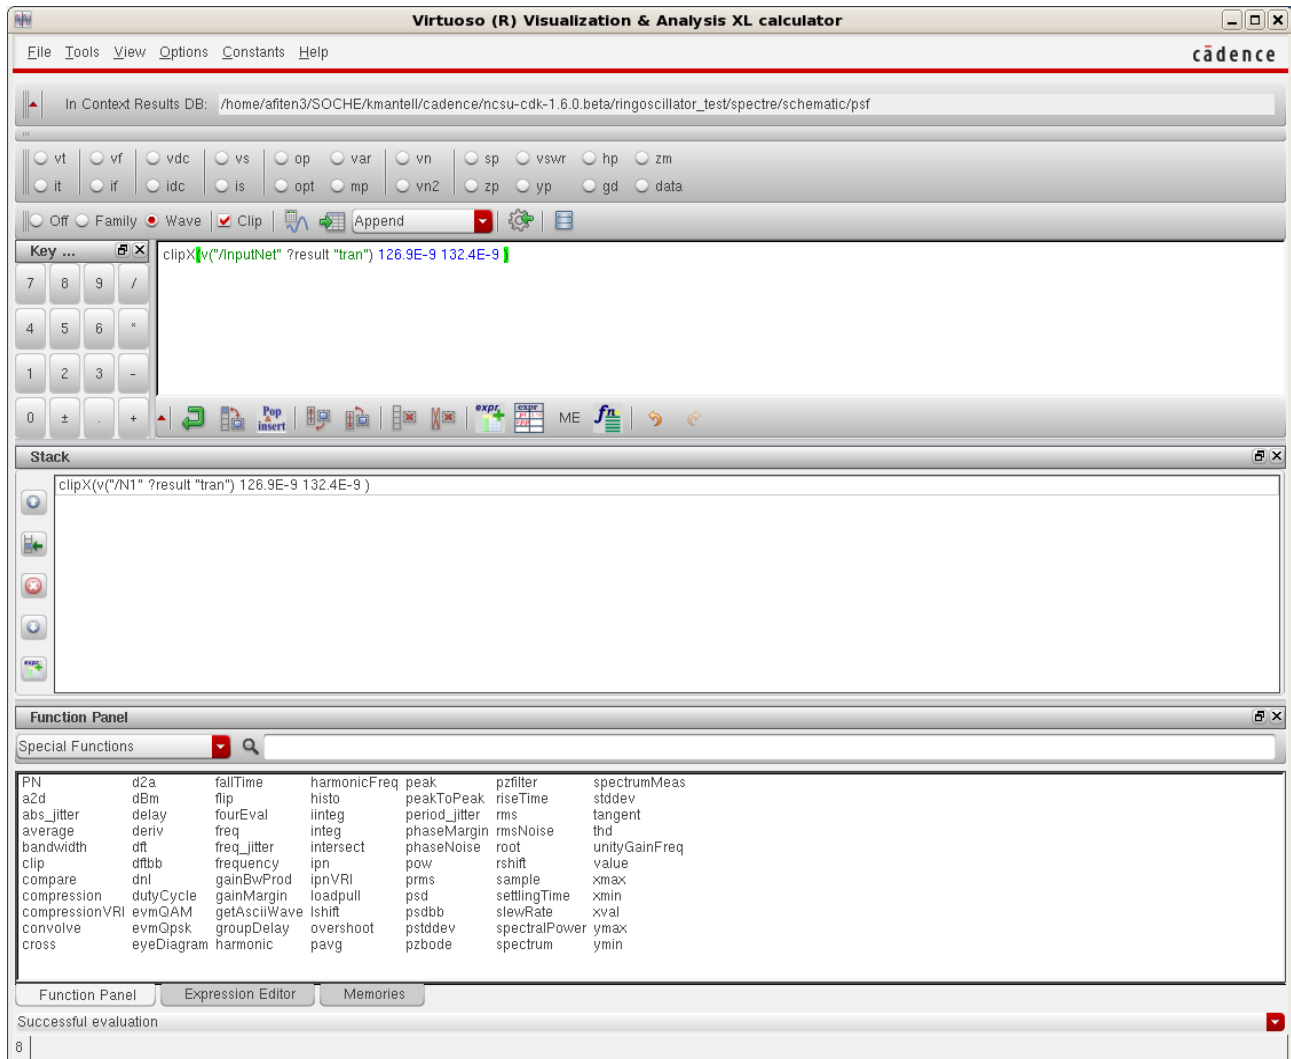 Virtuoso (R) Visualization & Analysis XL calculator
File Tools View Options Constants Help
cādence
In Context Results DB: /home/afiten3/SOCHE/kmantell/cadence/ncsu-cdk-1.6.0.beta/ringoscillator_test/spectre/schematic/psf
vt vf vdc vs op var vn sp vswr hp zm
it if idc is opt mp vn2 zp yp gd data
Off Family Wave Clip Append
Key ...
clipX(v("/InputNet" ?result "tran") 126.9E-9 132.4E-9 )
7 8 9 /
4 5 6 *
1 2 3 -
0 ± . +
Pop & insert expr expr ME fn
Stack
clipX(v("/N1" ?result "tran") 126.9E-9 132.4E-9 )
expr
Function Panel
Special Functions
PN d2a fallTime harmonicFreq peak pzfilter spectrumMeas
a2d dBm flip histo peakToPeak riseTime stddev
abs_jitter delay fourEval iinteg period_jitter rms tangent
average deriv freq integ phaseMargin rmsNoise thd
bandwidth dft freq_jitter intersect phaseNoise root unityGainFreq
clip dftbb frequency ipn pow rshift value
compare dnl gainBwProd ipnVRI prms sample xmax
compression dutyCycle gainMargin loadpull psd settlingTime xmin
compressionVRI evmQAM getAsciiWave lshift psdbb slewRate xval
convolve evmQpsk groupDelay overshoot pstddev spectralPower ymax
cross eyeDiagram harmonic pavg pzbode spectrum ymin
Function Panel Expression Editor Memories
Successful evaluation
8